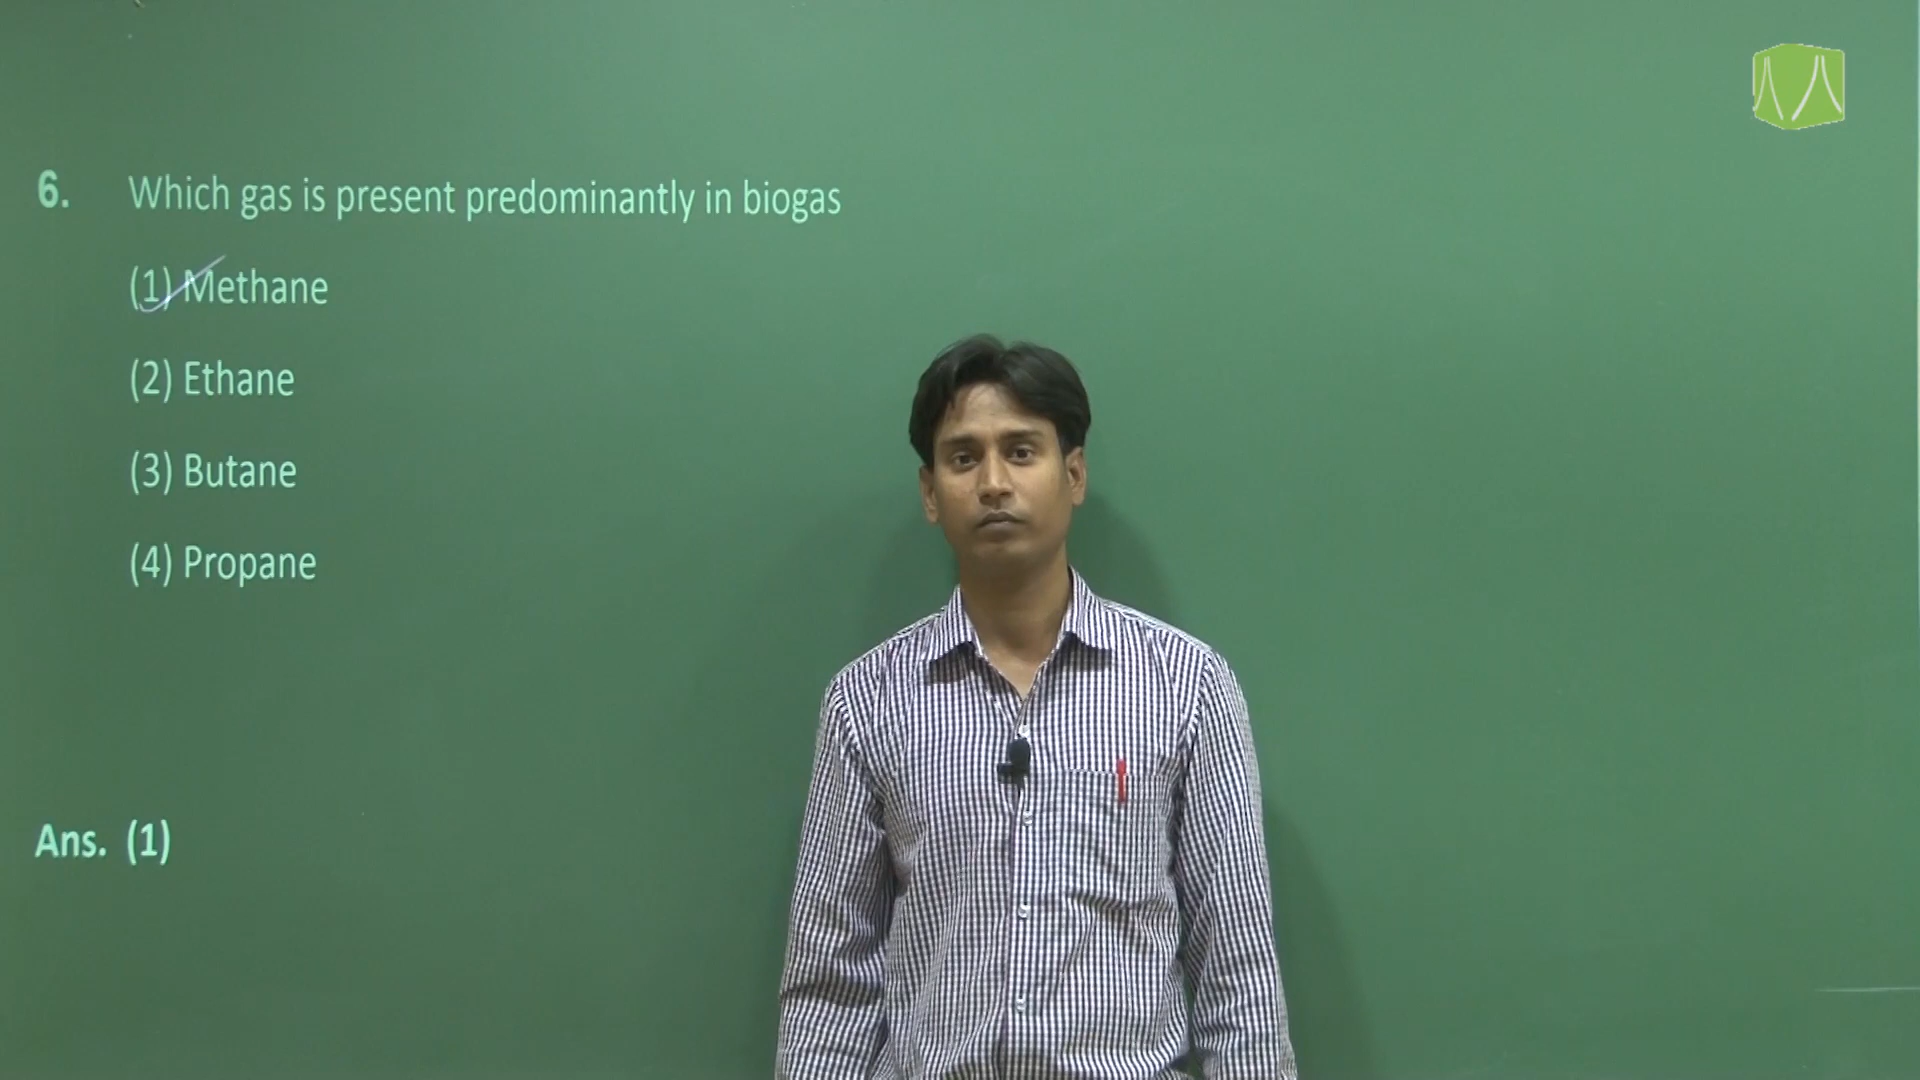 6. Which gas is present predominantly in biogas
(1) Methane
(2) Ethane
(3) Butane
(4) Propane
Ans. (1)